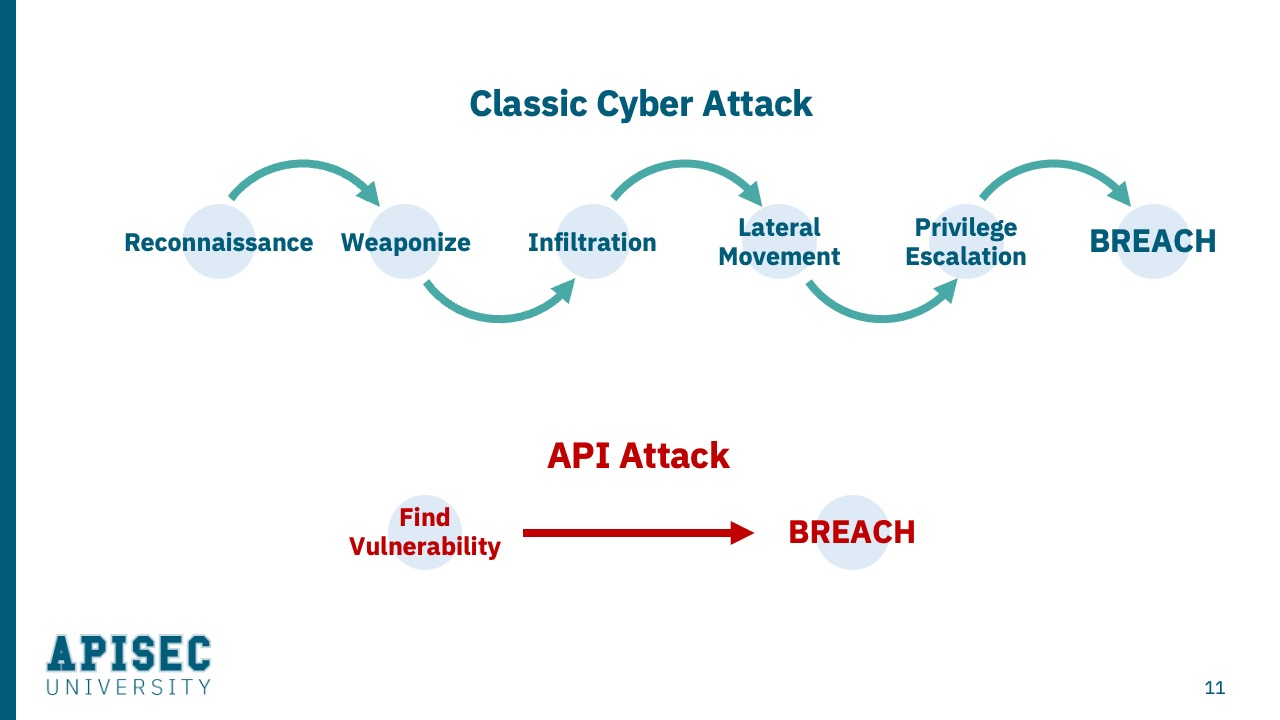 Classic Cyber Attack
Reconnaissance
Weaponize
Infiltration
Lateral
Movement
Privilege
Escalation
BREACH
API Attack
Find
Vulnerability
BREACH
APISEC
UNIVERSITY
11